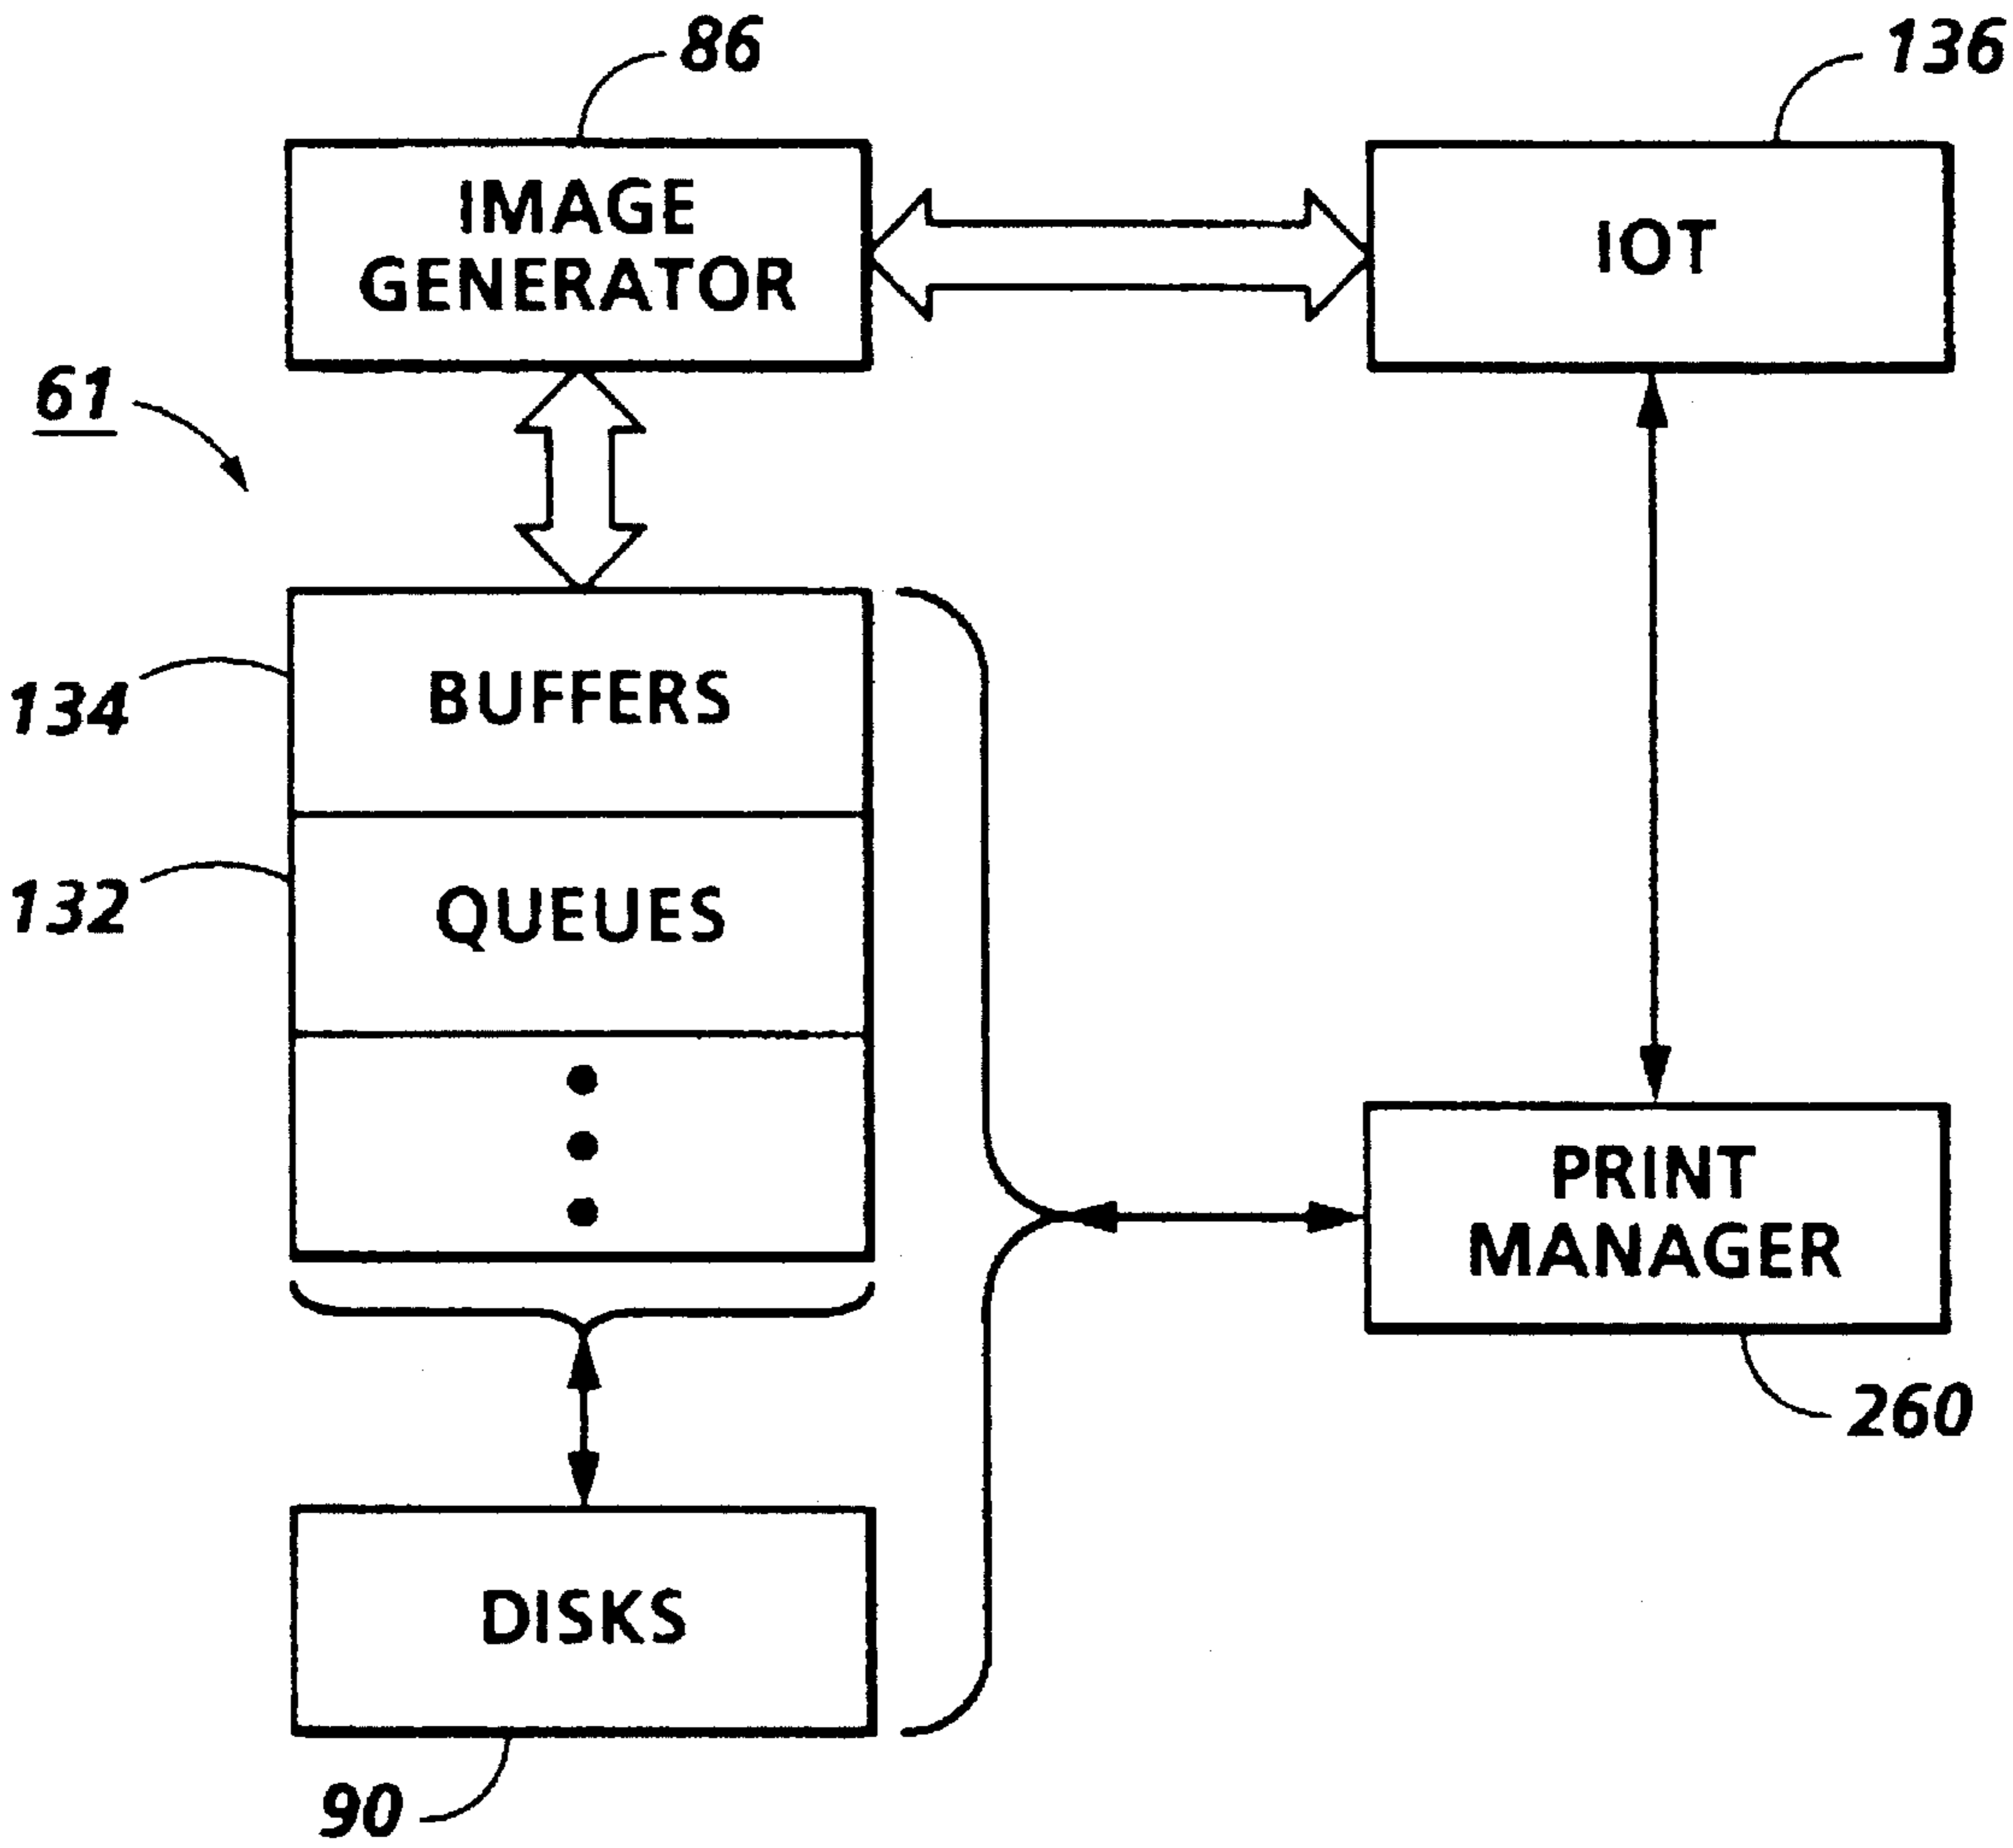 86
136
IMAGE
GENERATOR
IOT
61
134
BUFFERS
132
QUEUES
PRINT
MANAGER
260
DISKS
90